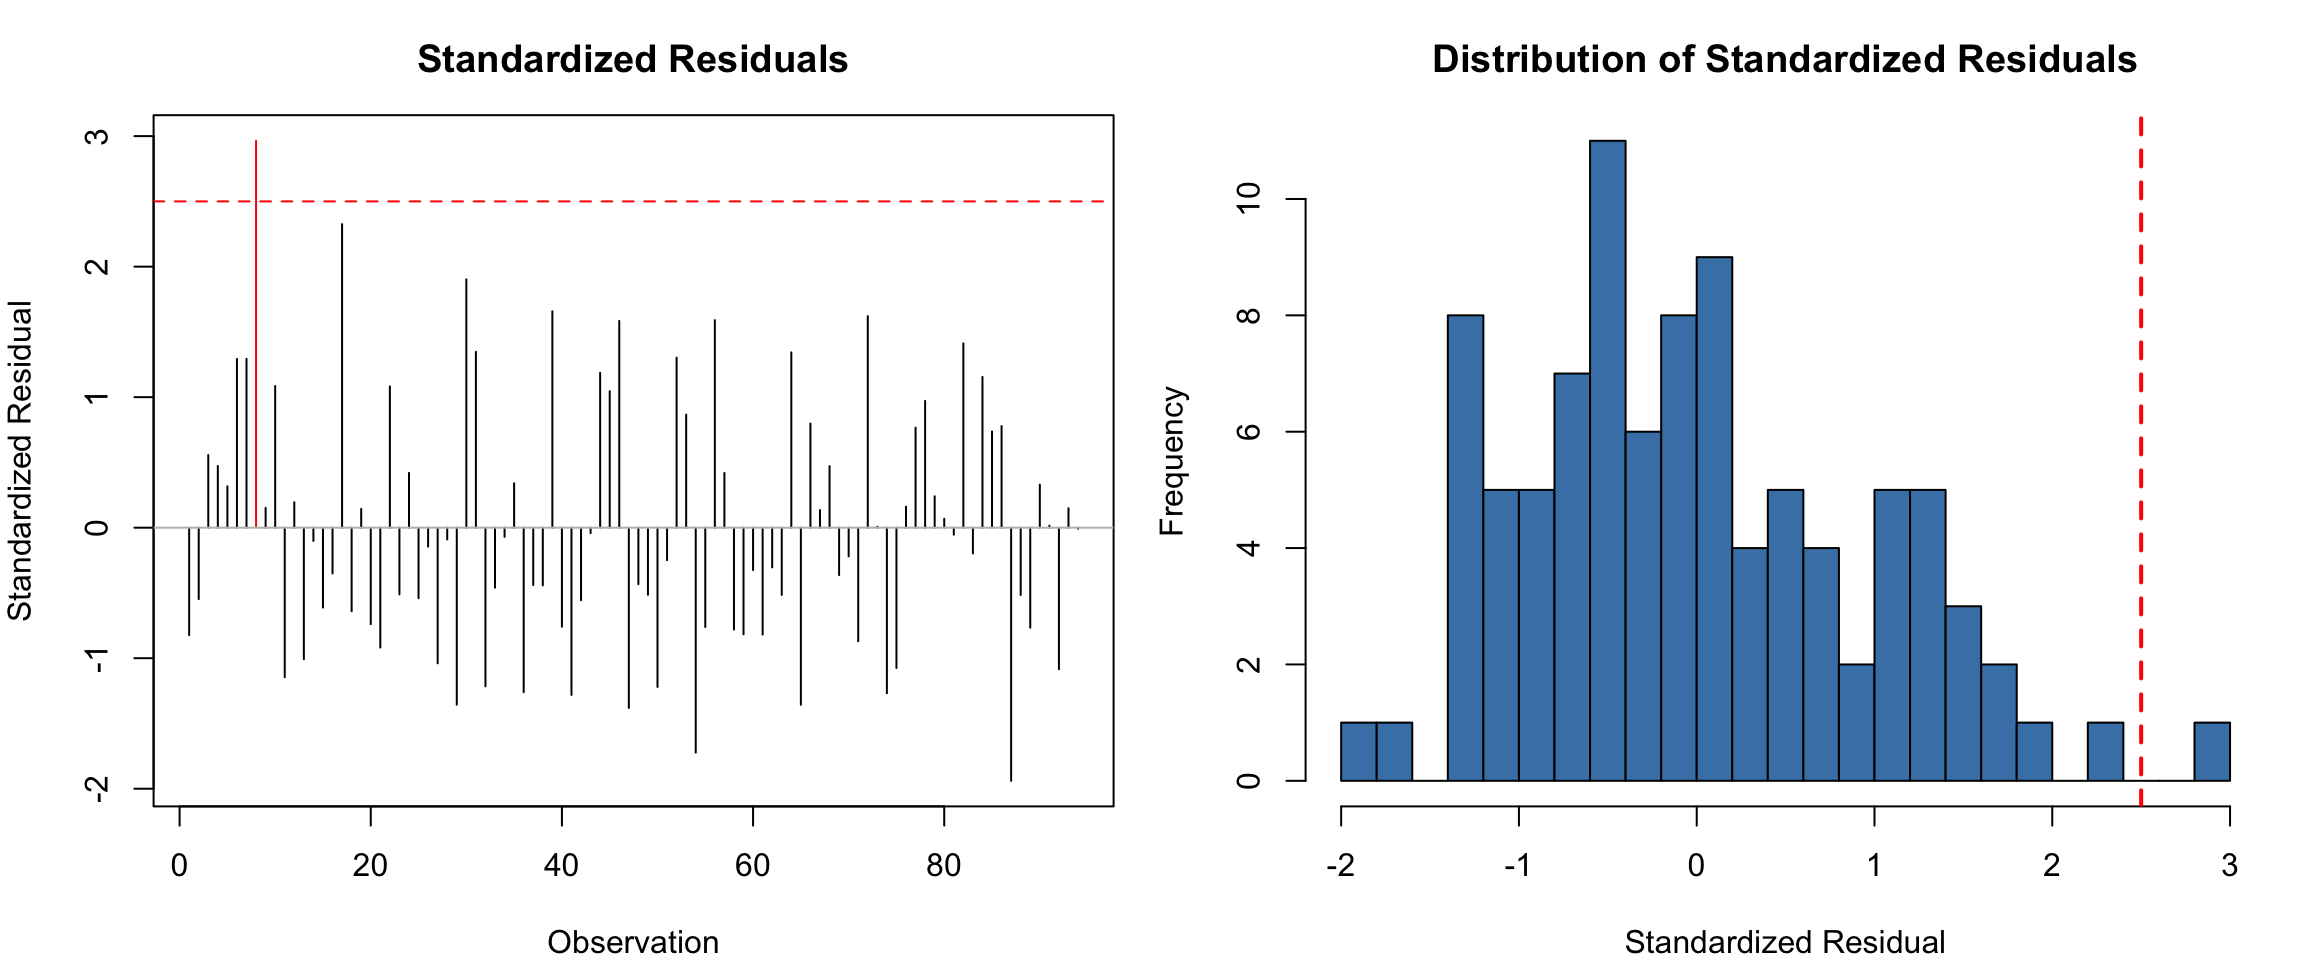 Standardized Residuals
Standardized Residual
3
2
1
0
-1
-2
0 20 40 60 80
Observation
Distribution of Standardized Residuals
Frequency
10
8
6
4
2
0
-2 -1 0 1 2 3
Standardized Residual